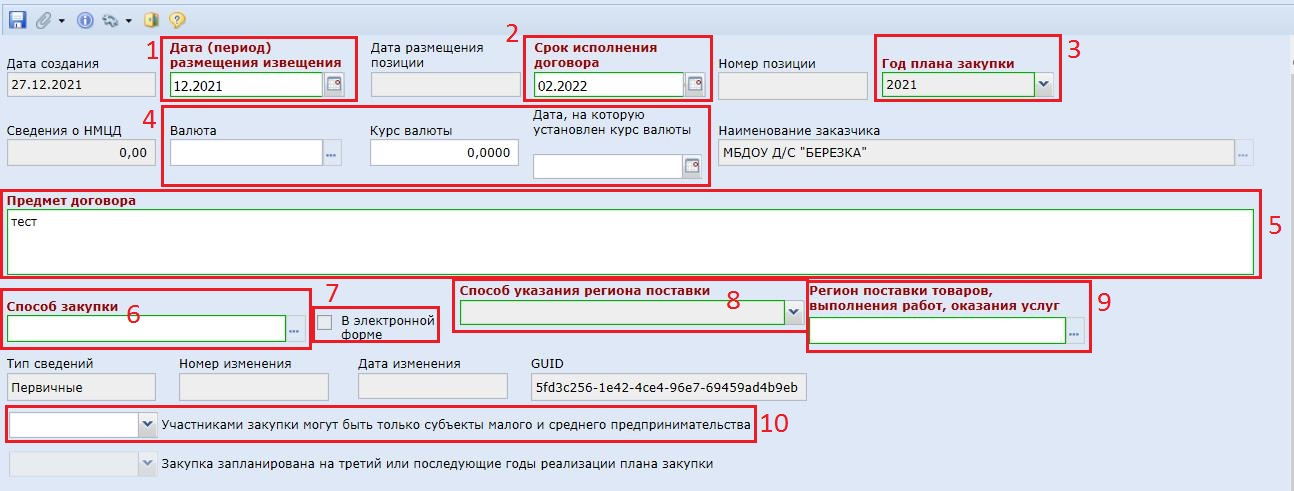 1
Дата (период)
размещения извещения
Дата размещения
позиции
2
Срок исполнения
договора
3
Дата создания
Номер позиции
Год плана закупки
27.12.2021
12.2021
02.2022
2021
4
Дата, на которую
установлен курс валюты
Сведения о НМЦД
Валюта
Курс валюты
Наименование заказчика
0,00
...
0,0000
МБДОУ Д/С "БЕРЕЗКА"
...
Предмет договора
тест
5
Способ закупки
6
...
7
В электронной
форме
Способ указания региона поставки
8
Регион поставки товаров,
выполнения работ, оказания услуг
...
9
Тип сведений
Номер изменения
Дата изменения
GUID
Первичные
5fd3c256-1e42-4ce4-96e7-69459ad4b9eb
Участниками закупки могут быть только субъекты малого и среднего предпринимательства
10
Закупка запланирована на третий или последующие годы реализации плана закупки